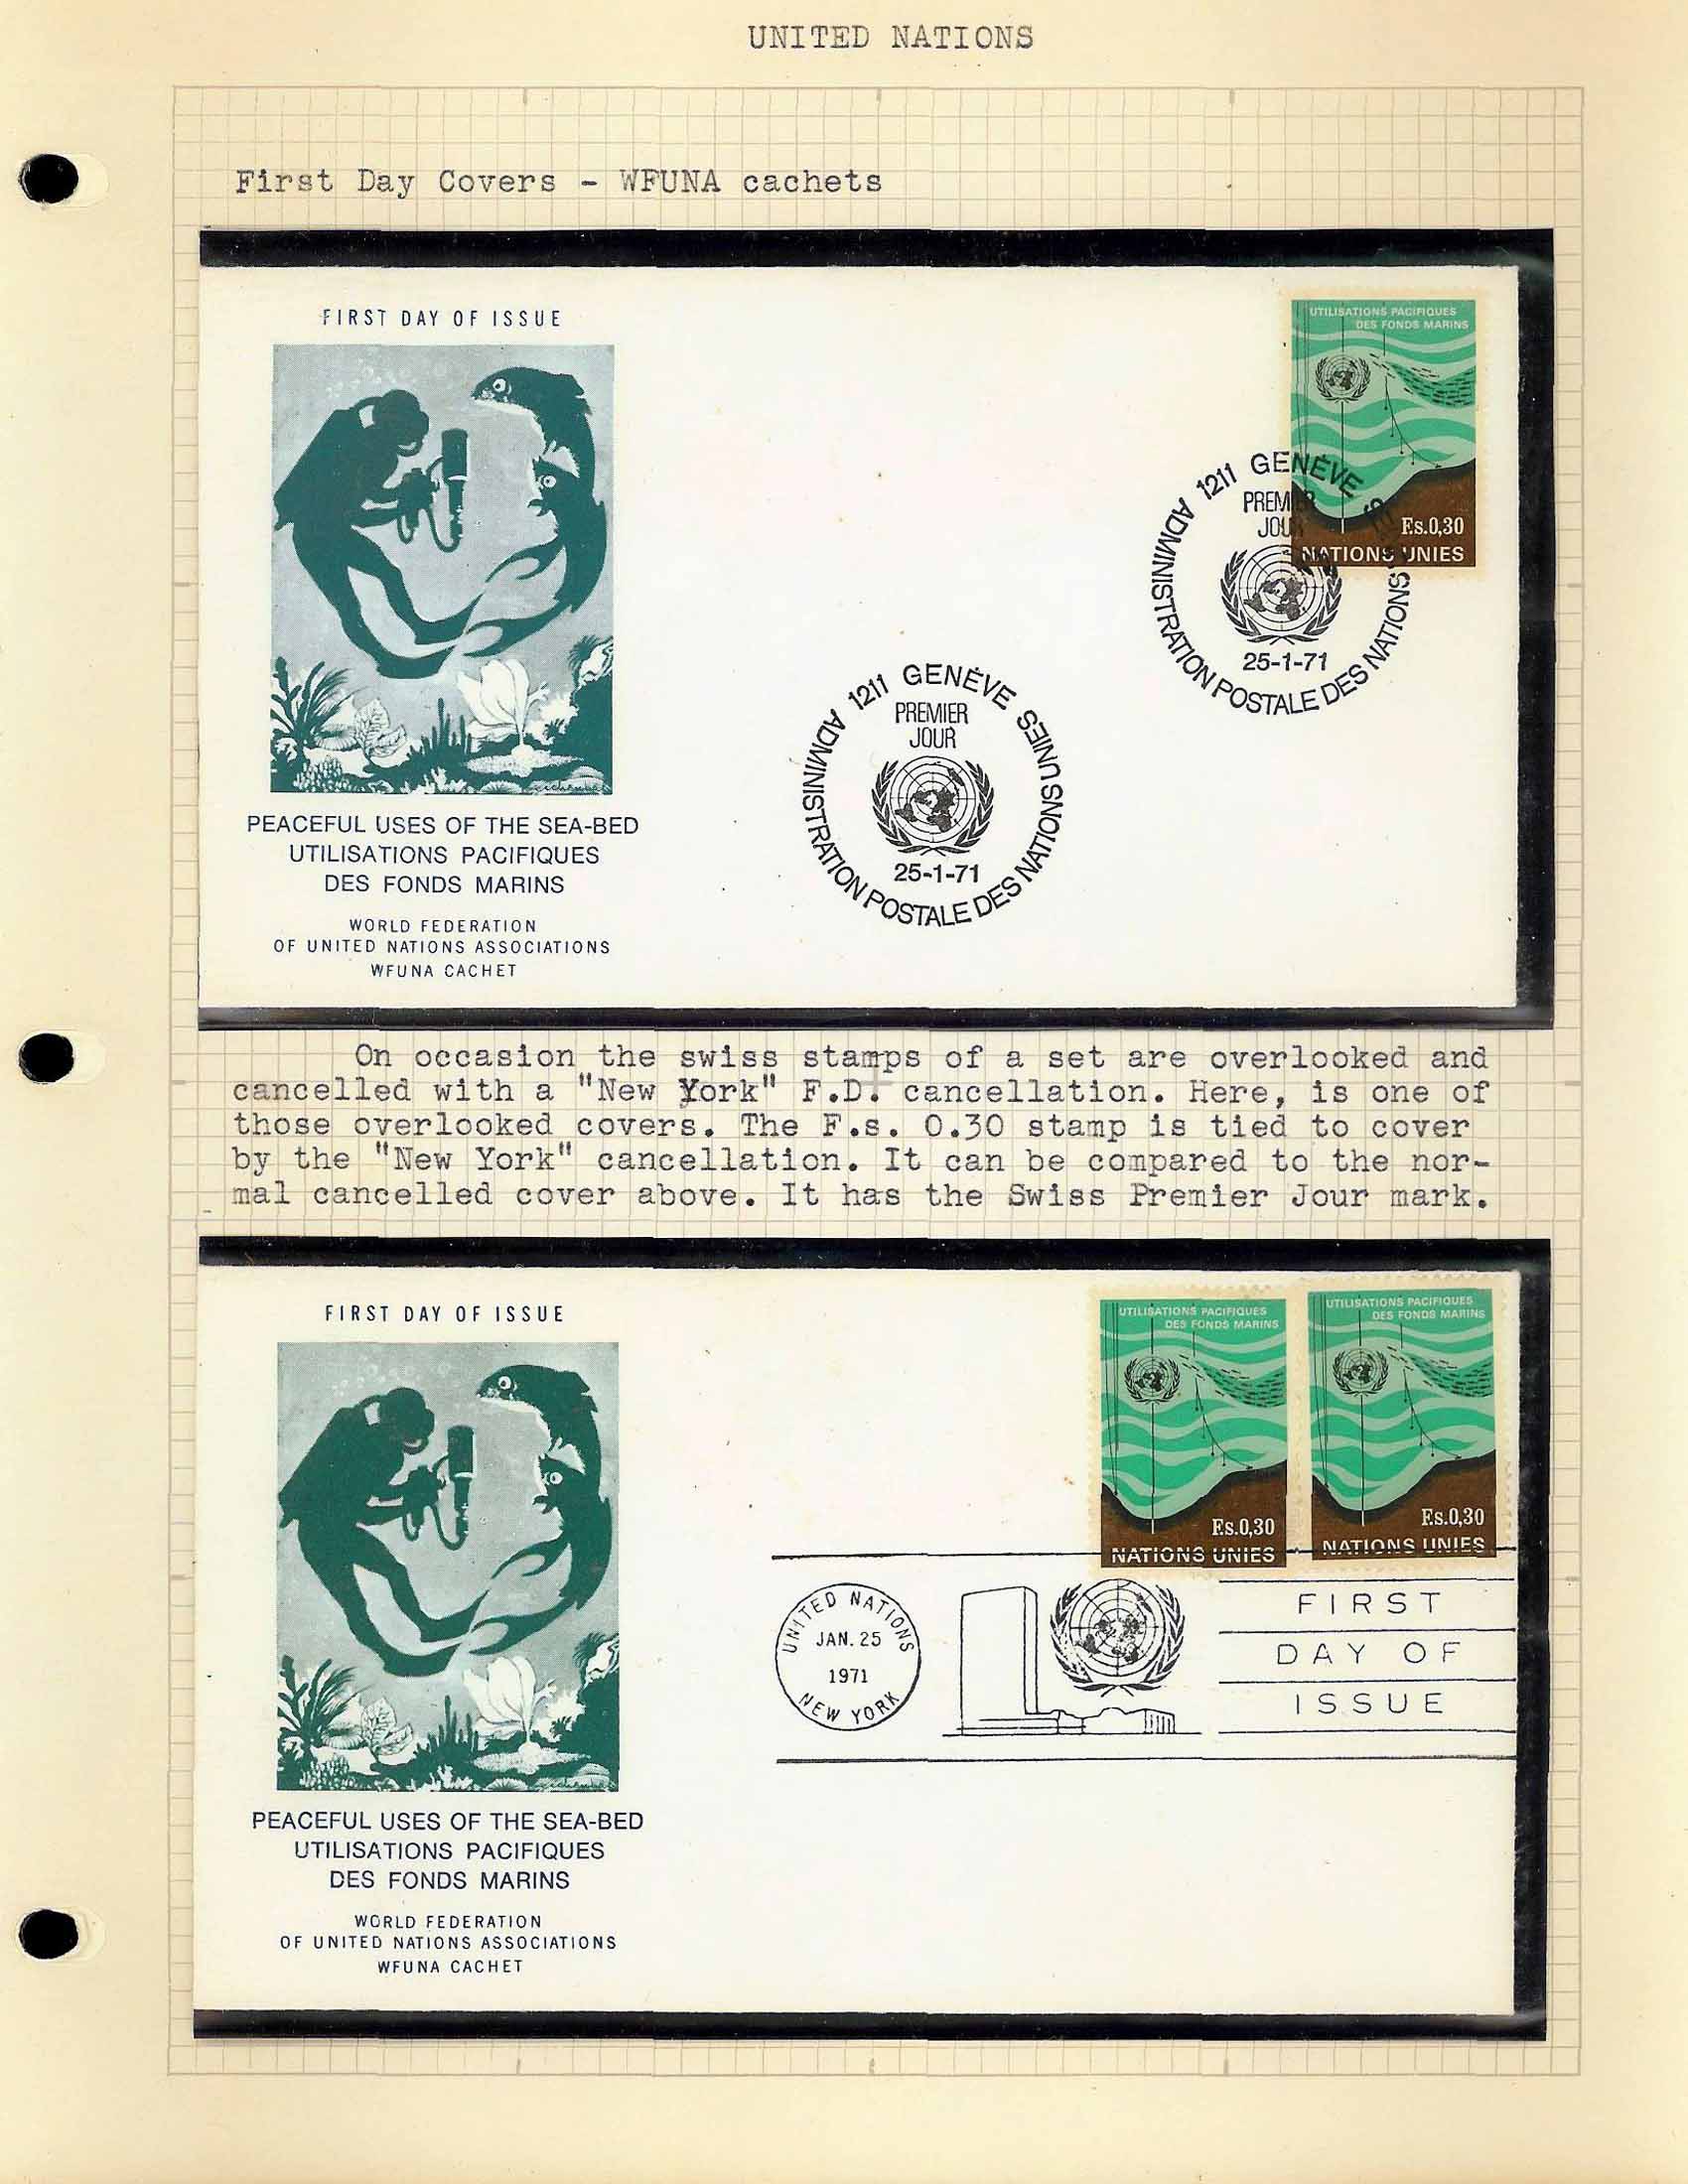 UNITED NATIONS
First Day Covers - WFUNA cachets
FIRST DAY OF ISSUE
PEACEFUL USES OF THE SEA-BED
UTILISATIONS PACIFIQUES
DES FONDS MARINS
WORLD FEDERATION
OF UNITED NATIONS ASSOCIATIONS
WFUNA CACHET
ADMINISTRATION POSTALE DES NATIONS UNIES
1211 GENÈVE
PREMIER
JOUR
25-1-71
UTILISATIONS PACIFIQUES
DES FONDS MARINS
F.s.0,30
NATIONS UNIES
1211 GENÈVE
PREMIER
JOUR
25-1-71
ADMINISTRATION POSTALE DES NATIONS
On occasion the swiss stamps of a set are overlooked and
cancelled with a "New York" F.D. cancellation. Here, is one of
those overlooked covers. The F.s. 0.30 stamp is tied to cover
by the "New York" cancellation. It can be compared to the nor-
mal cancelled cover above. It has the Swiss Premier Jour mark.
FIRST DAY OF ISSUE
PEACEFUL USES OF THE SEA-BED
UTILISATIONS PACIFIQUES
DES FONDS MARINS
WORLD FEDERATION
OF UNITED NATIONS ASSOCIATIONS
WFUNA CACHET
UTILISATIONS PACIFIQUES
DES FONDS MARINS
F.s.0,30
NATIONS UNIES
UTILISATIONS PACIFIQUES
DES FONDS MARINS
F.s.0,30
NATIONS UNIES
UNITED NATIONS
JAN. 25
1971
NEW YORK
FIRST
DAY OF
ISSUE